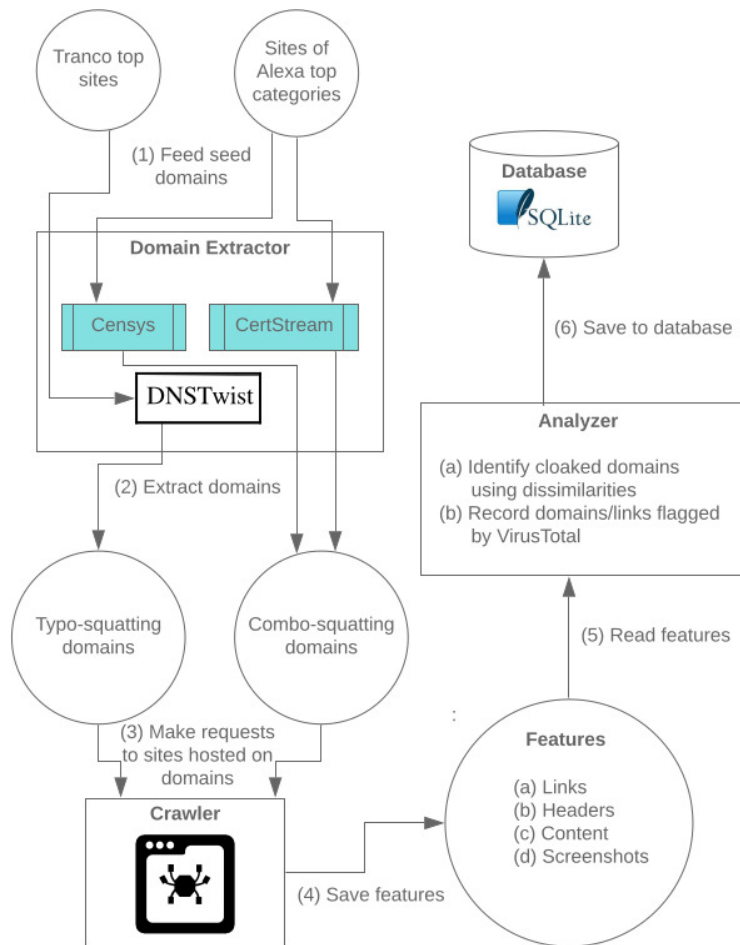 Tranco top
sites
Sites of
Alexa top
categories
(1) Feed seed
domains
Database
SQLite
Domain Extractor
Censys
CertStream
DNSTwist
(6) Save to database
Analyzer
(a) Identify cloaked domains
using dissimilarities
(b) Record domains/links flagged
by VirusTotal
(2) Extract domains
Typo-squatting
domains
Combo-squatting
domains
(5) Read features
(3) Make requests
to sites hosted on
domains
:
Features
(a) Links
(b) Headers
(c) Content
(d) Screenshots
Crawler
(4) Save features